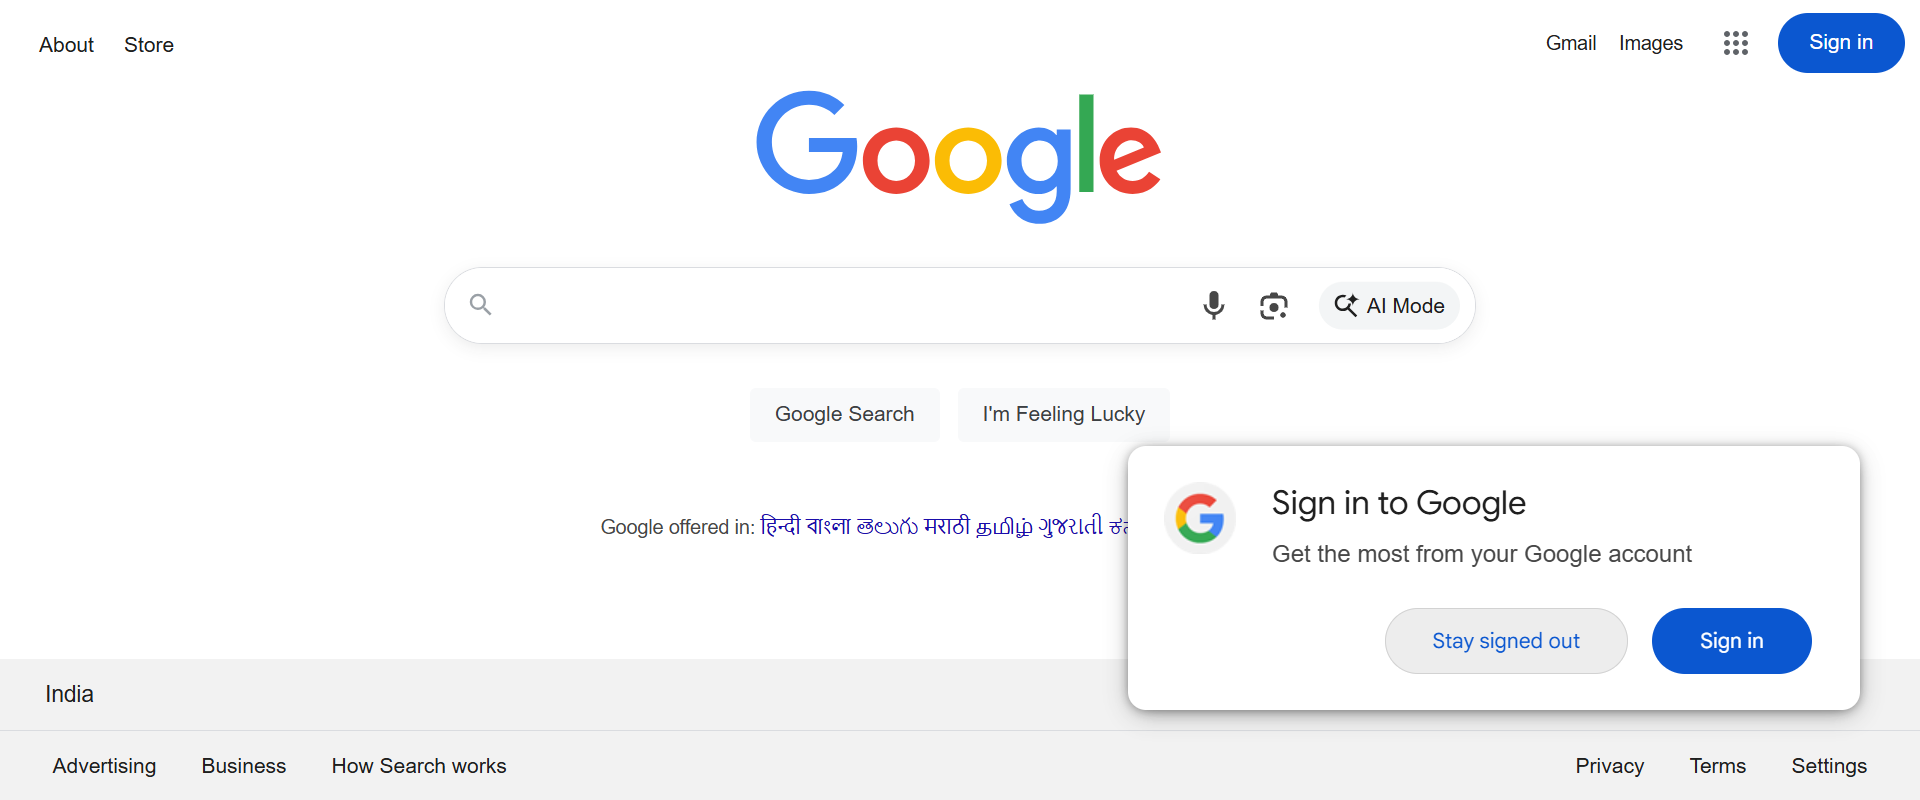 About Store
Gmail Images Sign in
Google
AI Mode
Google Search I'm Feeling Lucky
Google offered in: हिन्दी বাংলা తెలుగు मराठी தமிழ் ગુજરાતી
Sign in to Google
Get the most from your Google account
Stay signed out Sign in
India
Advertising Business How Search works
Privacy Terms Settings